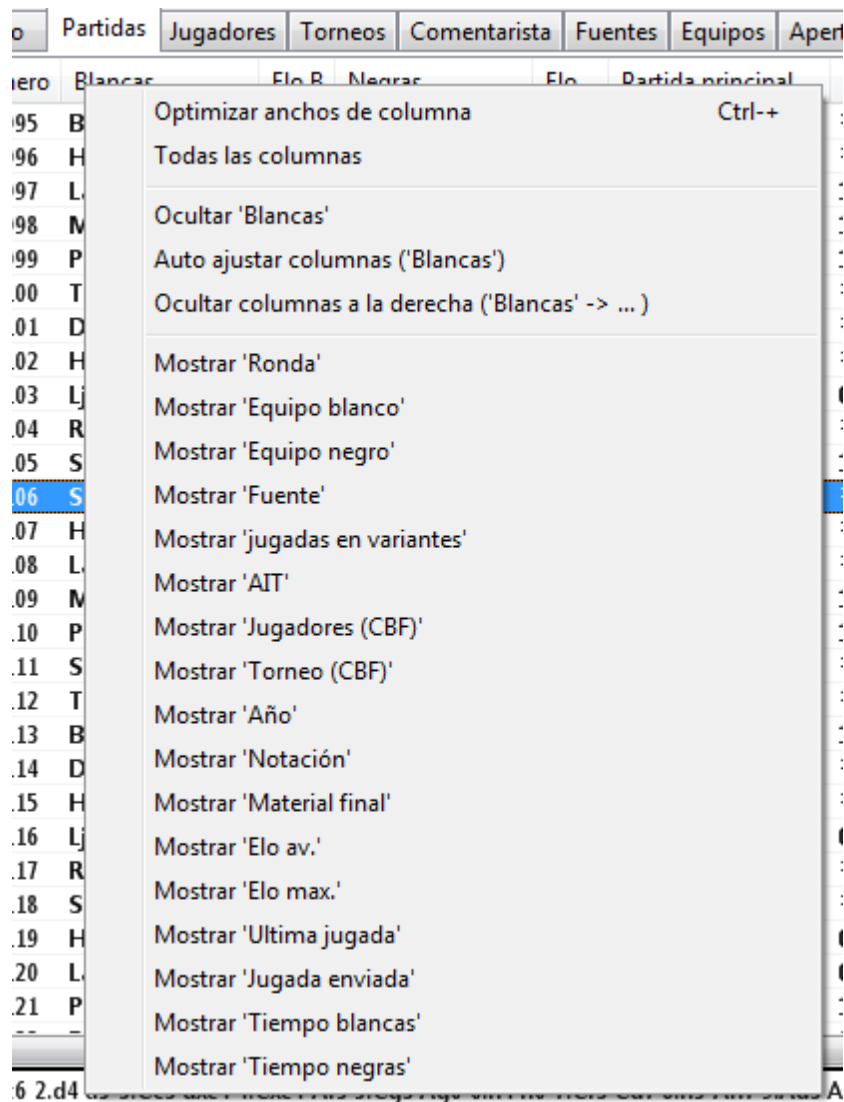 Partidas Jugadores Torneos Comentarista Fuentes Equipos
Blancas Elo B Negras Elo Partida principal
Optimizar anchos de columna Ctrl-+
Todas las columnas
Ocultar 'Blancas'
Auto ajustar columnas ('Blancas')
Ocultar columnas a la derecha ('Blancas' -> ... )
Mostrar 'Ronda'
Mostrar 'Equipo blanco'
Mostrar 'Equipo negro'
Mostrar 'Fuente'
Mostrar 'jugadas en variantes'
Mostrar 'AIT'
Mostrar 'Jugadores (CBF)'
Mostrar 'Torneo (CBF)'
Mostrar 'Año'
Mostrar 'Notación'
Mostrar 'Material final'
Mostrar 'Elo av.'
Mostrar 'Elo max.'
Mostrar 'Ultima jugada'
Mostrar 'Jugada enviada'
Mostrar 'Tiempo blancas'
Mostrar 'Tiempo negras'